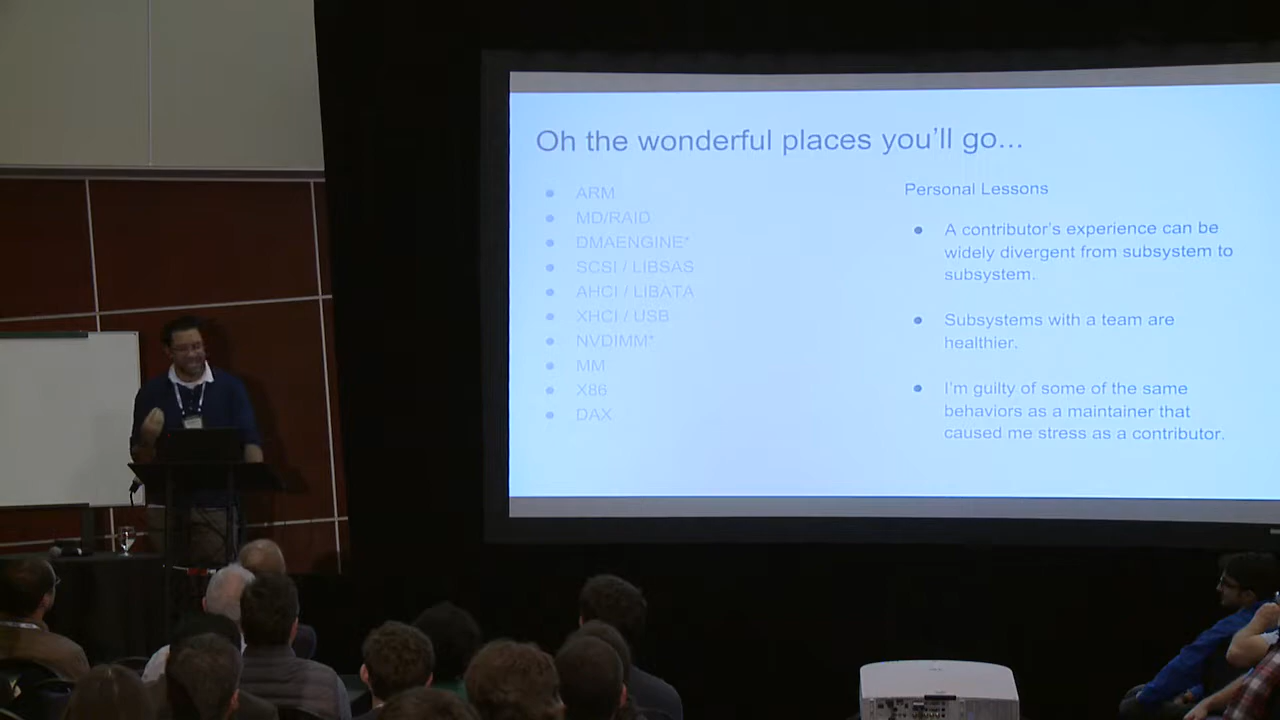 Oh the wonderful places you'll go...
● ARM
● MD/RAID
● DMAENGINE*
● SCSI / LIBSAS
● AHCI / LIBATA
● XHCI / USB
● NVDIMM*
● MM
● X86
● DAX
Personal Lessons
● A contributor's experience can be
widely divergent from subsystem to
subsystem.
● Subsystems with a team are
healthier.
● I'm guilty of some of the same
behaviors as a maintainer that
caused me stress as a contributor.